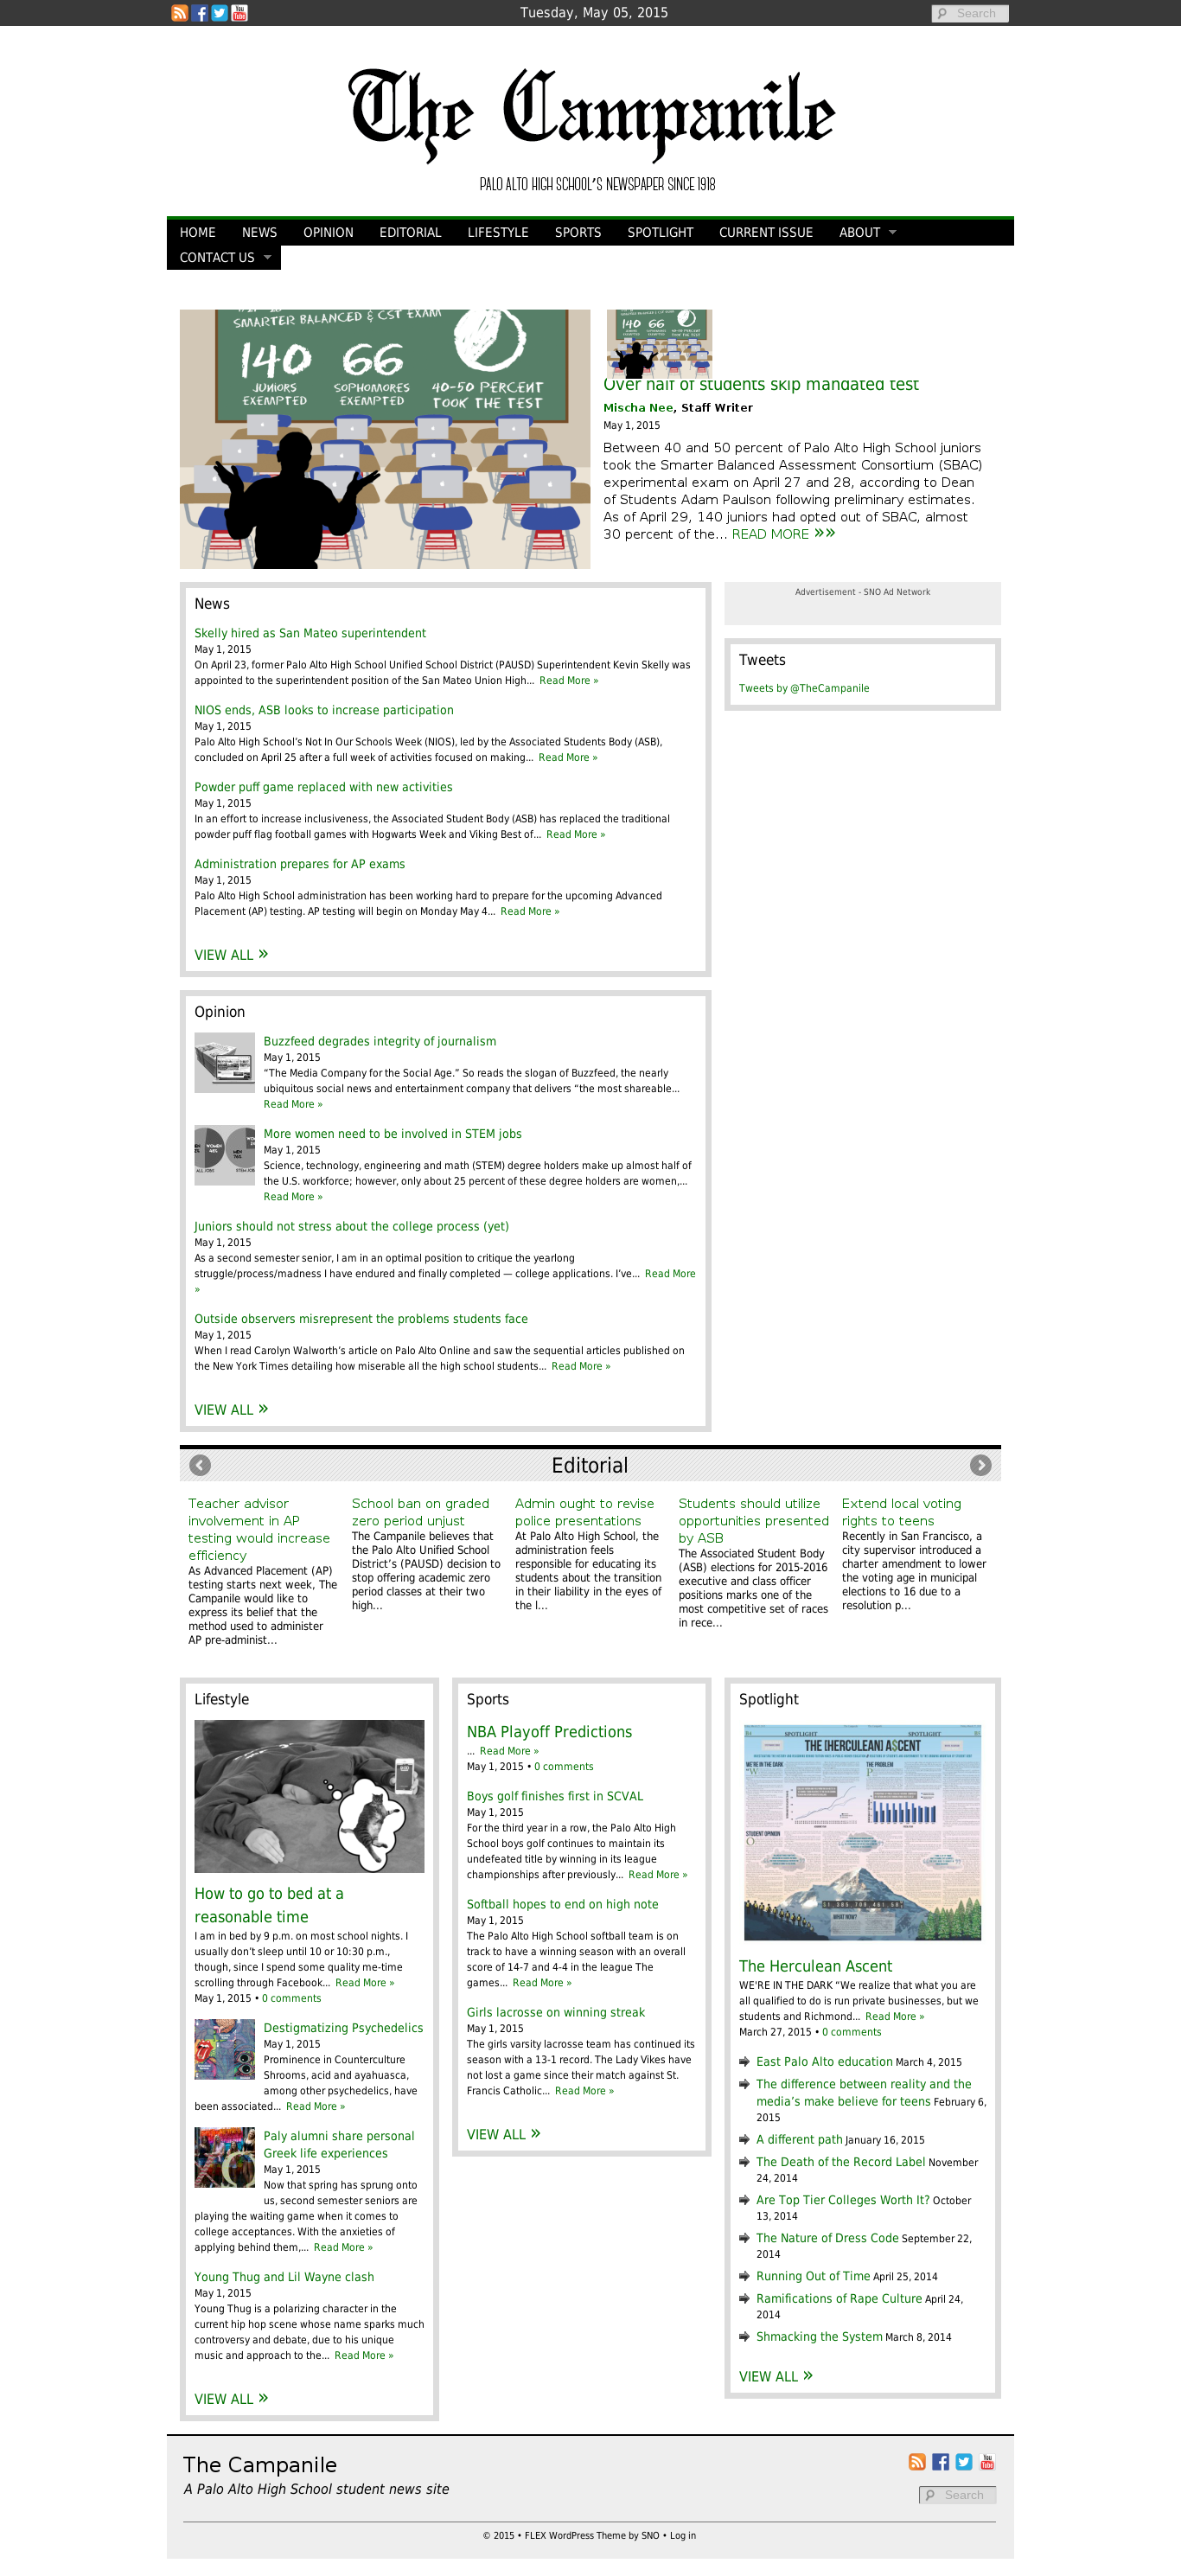 Tuesday, May 05, 2015
Search
The Campanile
PALO ALTO HIGH SCHOOL'S NEWSPAPER SINCE 1918
HOME NEWS OPINION EDITORIAL LIFESTYLE SPORTS SPOTLIGHT CURRENT ISSUE ABOUT
CONTACT US
SMARTER BALANCED & CST EXAM
140 66
JUNIORS EXEMPTED SOPHOMORES EXEMPTED 40-50 PERCENT TOOK THE TEST
Over half of students skip mandated test
Mischa Nee, Staff Writer
May 1, 2015
Between 40 and 50 percent of Palo Alto High School juniors
took the Smarter Balanced Assessment Consortium (SBAC)
experimental exam on April 27 and 28, according to Dean
of Students Adam Paulson following preliminary estimates.
As of April 29, 140 juniors had opted out of SBAC, almost
30 percent of the... READ MORE »»
News
Skelly hired as San Mateo superintendent
May 1, 2015
On April 23, former Palo Alto High School Unified School District (PAUSD) Superintendent Kevin Skelly was
appointed to the superintendent position of the San Mateo Union High... Read More »
NIOS ends, ASB looks to increase participation
May 1, 2015
Palo Alto High School’s Not In Our Schools Week (NIOS), led by the Associated Students Body (ASB),
concluded on April 25 after a full week of activities focused on making... Read More »
Powder puff game replaced with new activities
May 1, 2015
In an effort to increase inclusiveness, the Associated Student Body (ASB) has replaced the traditional
powder puff flag football games with Hogwarts Week and Viking Best of... Read More »
Administration prepares for AP exams
May 1, 2015
Palo Alto High School administration has been working hard to prepare for the upcoming Advanced
Placement (AP) testing. AP testing will begin on Monday May 4... Read More »
VIEW ALL »
Advertisement - SNO Ad Network
Tweets
Tweets by @TheCampanile
Opinion
Buzzfeed degrades integrity of journalism
May 1, 2015
“The Media Company for the Social Age.” So reads the slogan of Buzzfeed, the nearly
ubiquitous social news and entertainment company that delivers “the most shareable...
Read More »
More women need to be involved in STEM jobs
May 1, 2015
Science, technology, engineering and math (STEM) degree holders make up almost half of
the U.S. workforce; however, only about 25 percent of these degree holders are women,...
Read More »
Juniors should not stress about the college process (yet)
May 1, 2015
As a second semester senior, I am in an optimal position to critique the yearlong
struggle/process/madness I have endured and finally completed — college applications. I’ve... Read More
»
Outside observers misrepresent the problems students face
May 1, 2015
When I read Carolyn Walworth’s article on Palo Alto Online and saw the sequential articles published on
the New York Times detailing how miserable all the high school students... Read More »
VIEW ALL »
Editorial
Teacher advisor
involvement in AP
testing would increase
efficiency
As Advanced Placement (AP)
testing starts next week, The
Campanile would like to
express its belief that the
method used to administer
AP pre-administ...
School ban on graded
zero period unjust
The Campanile believes that
the Palo Alto Unified School
District’s (PAUSD) decision to
stop offering academic zero
period classes at their two
high...
Admin ought to revise
police presentations
At Palo Alto High School, the
administration feels
responsible for educating its
students about the transition
in their liability in the eyes of
the l...
Students should utilize
opportunities presented
by ASB
The Associated Student Body
(ASB) elections for 2015-2016
executive and class officer
positions marks one of the
most competitive set of races
in rece...
Extend local voting
rights to teens
Recently in San Francisco, a
city supervisor introduced a
charter amendment to lower
the voting age in municipal
elections to 16 due to a
resolution p...
Lifestyle
How to go to bed at a
reasonable time
I am in bed by 9 p.m. on most school nights. I
usually don’t sleep until 10 or 10:30 p.m.,
though, since I spend some quality me-time
scrolling through Facebook... Read More »
May 1, 2015 • 0 comments
Destigmatizing Psychedelics
May 1, 2015
Prominence in Counterculture
Shrooms, acid and ayahuasca,
among other psychedelics, have
been associated... Read More »
Paly alumni share personal
Greek life experiences
May 1, 2015
Now that spring has sprung onto
us, second semester seniors are
playing the waiting game when it comes to
college acceptances. With the anxieties of
applying behind them,... Read More »
Young Thug and Lil Wayne clash
May 1, 2015
Young Thug is a polarizing character in the
current hip hop scene whose name sparks much
controversy and debate, due to his unique
music and approach to the... Read More »
VIEW ALL »
Sports
NBA Playoff Predictions
... Read More »
May 1, 2015 • 0 comments
Boys golf finishes first in SCVAL
May 1, 2015
For the third year in a row, the Palo Alto High
School boys golf continues to maintain its
undefeated title by winning in its league
championships after previously... Read More »
Softball hopes to end on high note
May 1, 2015
The Palo Alto High School softball team is on
track to have a winning season with an overall
score of 14-7 and 4-4 in the league The
games... Read More »
Girls lacrosse on winning streak
May 1, 2015
The girls varsity lacrosse team has continued its
season with a 13-1 record. The Lady Vikes have
not lost a game since their match against St.
Francis Catholic... Read More »
VIEW ALL »
Spotlight
SPOTLIGHT SPOTLIGHT
THE (HERCULEAN) A$CENT
WE'RE IN THE DARK
THE PROBLEM
STUDENT OPINION
WHAT NOW?
The Herculean Ascent
WE'RE IN THE DARK “We realize that what you are
all qualified to do is run private businesses, but we
students and Richmond... Read More »
March 27, 2015 • 0 comments
East Palo Alto education March 4, 2015
The difference between reality and the
media’s make believe for teens February 6,
2015
A different path January 16, 2015
The Death of the Record Label November
24, 2014
Are Top Tier Colleges Worth It? October
13, 2014
The Nature of Dress Code September 22,
2014
Running Out of Time April 25, 2014
Ramifications of Rape Culture April 24,
2014
Shmacking the System March 8, 2014
VIEW ALL »
The Campanile
A Palo Alto High School student news site
Search
© 2015 • FLEX WordPress Theme by SNO • Log in